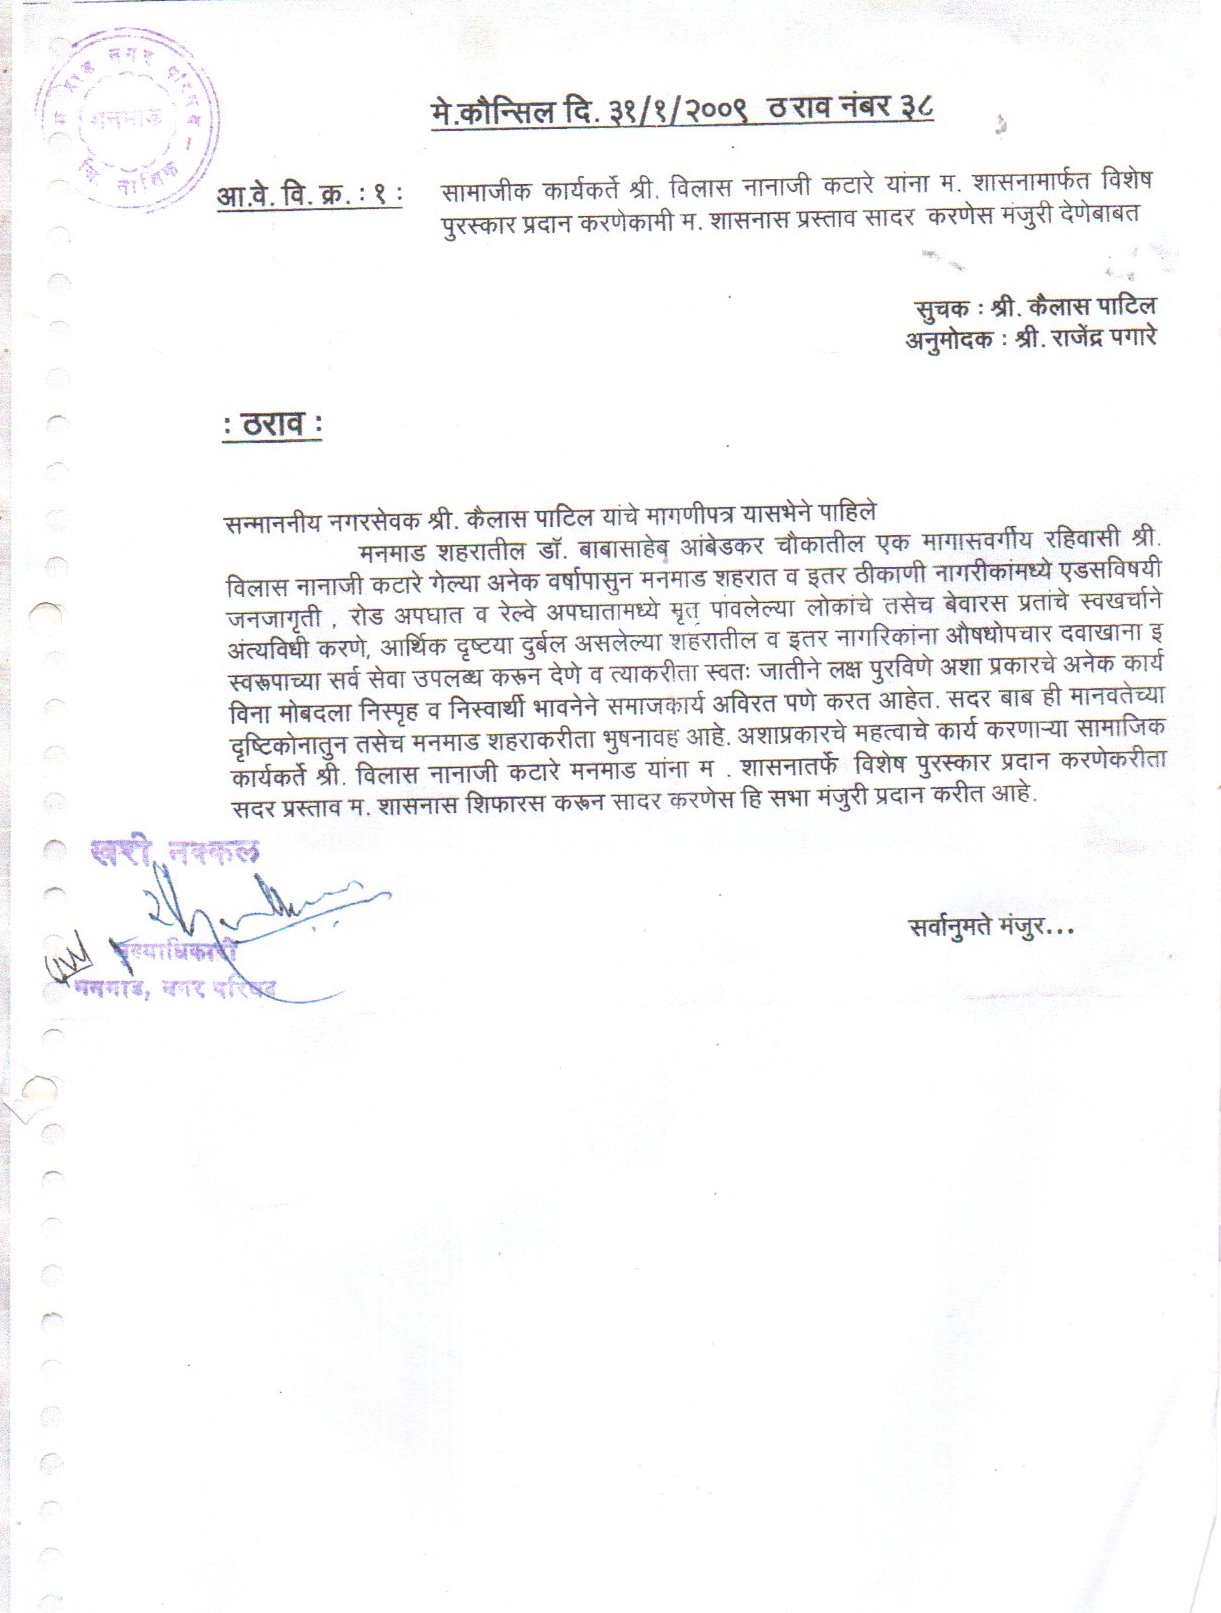 म नमाड नगर परिषद -
मनमाड
जि. नाशिक
मे.कौन्सिल दि. ३१/१/२००९ ठराव नंबर ३८
आ.वे. वि. क्र. : १ : सामाजीक कार्यकर्ते श्री. विलास नानाजी कटारे यांना म. शासनामार्फत विशेष
पुरस्कार प्रदान करणेकामी म. शासनास प्रस्ताव सादर करणेस मंजुरी देणेबाबत
सुचक : श्री. कैलास पाटिल
अनुमोदक : श्री. राजेंद्र पगारे
: ठराव :
सन्माननीय नगरसेवक श्री. कैलास पाटिल यांचे मागणीपत्र यासभेने पाहिले
मनमाड शहरातील डॉ. बाबासाहेब आंबेडकर चौकातील एक मागासवर्गीय रहिवासी श्री.
विलास नानाजी कटारे गेल्या अनेक वर्षापासुन मनमाड शहरात व इतर ठीकाणी नागरीकांमध्ये एडसविषयी
जनजागृती , रोड अपघात व रेल्वे अपघातामध्ये मृत पावलेल्या लोकांचे तसेच बेवारस प्रतांचे स्वखर्चाने
अंत्यविधी करणे, आर्थिक दृष्टया दुर्बल असलेल्या शहरातील व इतर नागरिकांना औषधोपचार दवाखाना इ
स्वरूपाच्या सर्व सेवा उपलब्ध करून देणे व त्याकरीता स्वतः जातीने लक्ष पुरविणे अशा प्रकारचे अनेक कार्य
विना मोबदला निस्पृह व निस्वार्थी भावनेने समाजकार्य अविरत पणे करत आहेत. सदर बाब ही मानवतेच्या
दृष्टिकोनातुन तसेच मनमाड शहराकरीता भुषनावह आहे. अशाप्रकारचे महत्वाचे कार्य करणाऱ्या सामाजिक
कार्यकर्ते श्री. विलास नानाजी कटारे मनमाड यांना म . शासनातर्फे विशेष पुरस्कार प्रदान करणेकरीता
सदर प्रस्ताव म. शासनास शिफारस करून सादर करणेस हि सभा मंजुरी प्रदान करीत आहे.
खरी नक्कल
सर्वानुमते मंजुर...
मुख्याधिकारी
मनमाड, नगर परिषद